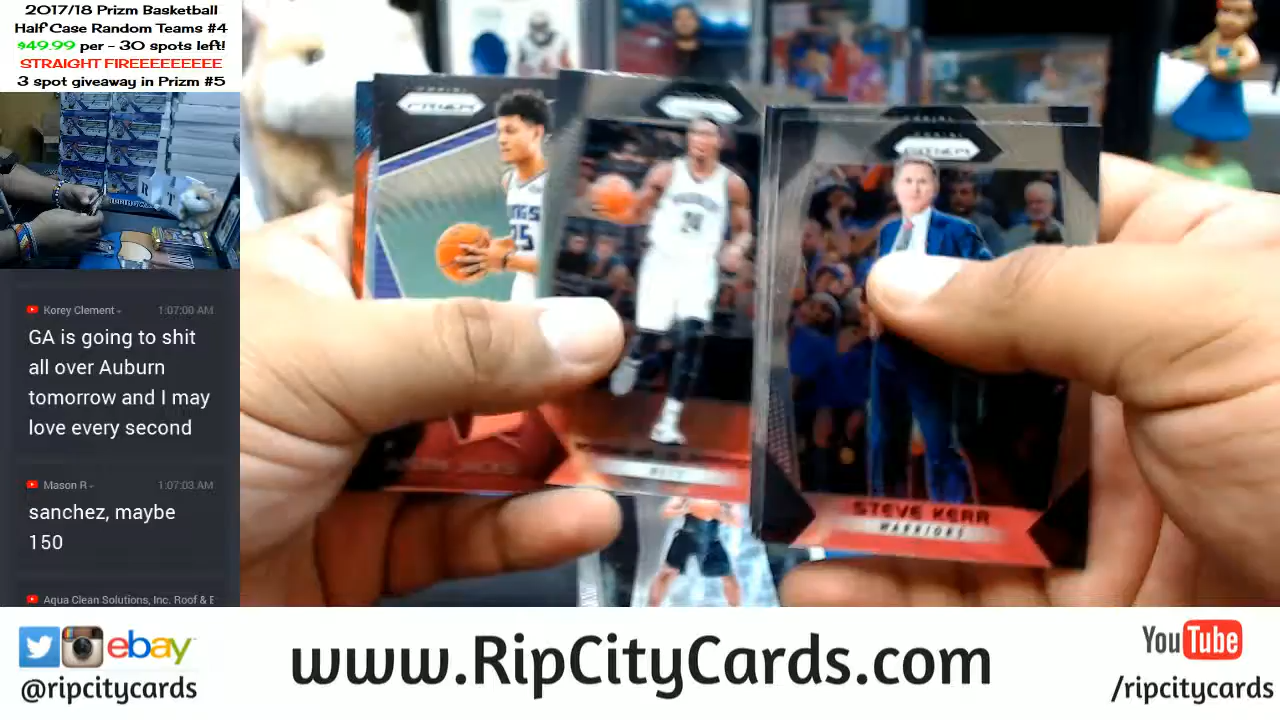 2017/18 Prizm Basketball
Half Case Random Teams #4
$49.99 per - 30 spots left!
STRAIGHT FIREEEEEEEEE
3 spot giveaway in Prizm #5
Korey Clement
1:07:00 AM
GA is going to shit
all over Auburn
tomorrow and I may
love every second
Mason R
1:07:03 AM
sanchez, maybe
150
Aqua Clean Solutions, Inc. Roof &
PRIZM
PRIZM
STEVE KERR
WARRIORS
ebay
@ripcitycards
www.RipCityCards.com
YouTube
/ripcitycards